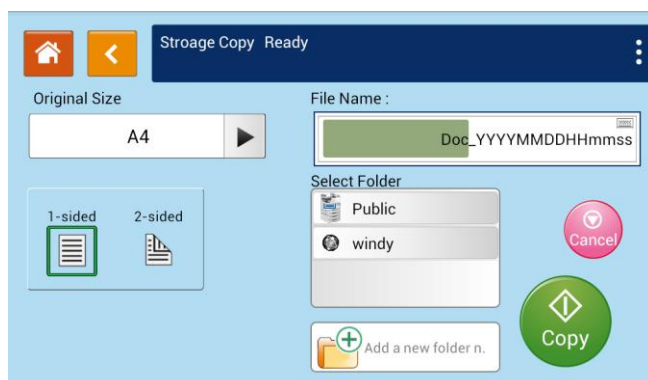 Stroage Copy Ready
Original Size
A4
File Name :
Doc_YYYYMMDDHHmmss
1-sided
2-sided
Select Folder
Public
windy
Add a new folder n.
Cancel
Copy